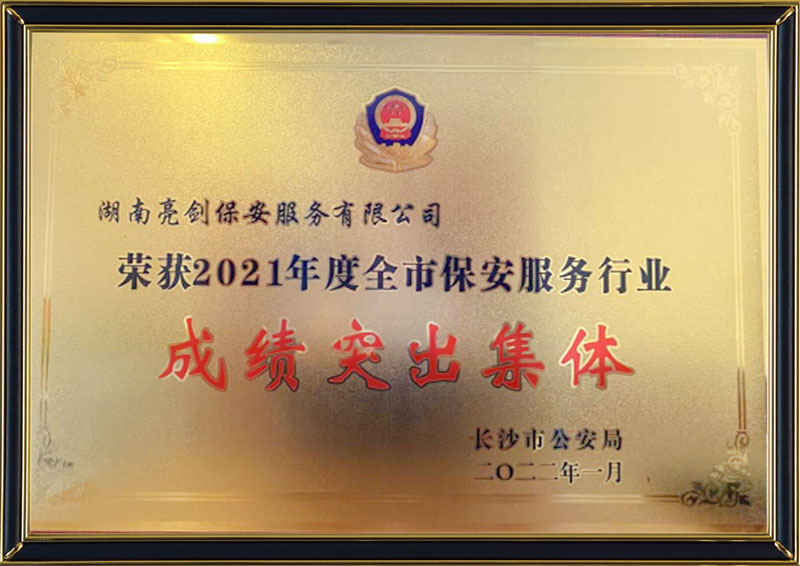 湖南亮剑保安服务有限公司
荣获2021年度全市保安服务行业
成绩突出集体
长沙市公安局
二〇二二年一月